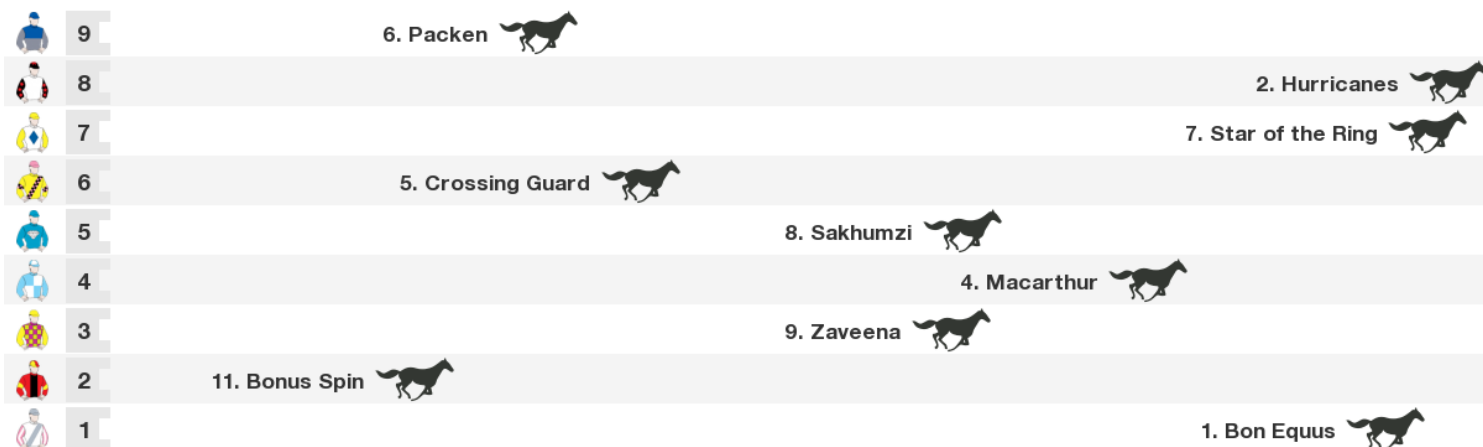 9 6. Packen
8 2. Hurricanes
7 7. Star of the Ring
6 5. Crossing Guard
5 8. Sakhumzi
4 4. Macarthur
3 9. Zaveena
2 11. Bonus Spin
1 1. Bon Equus